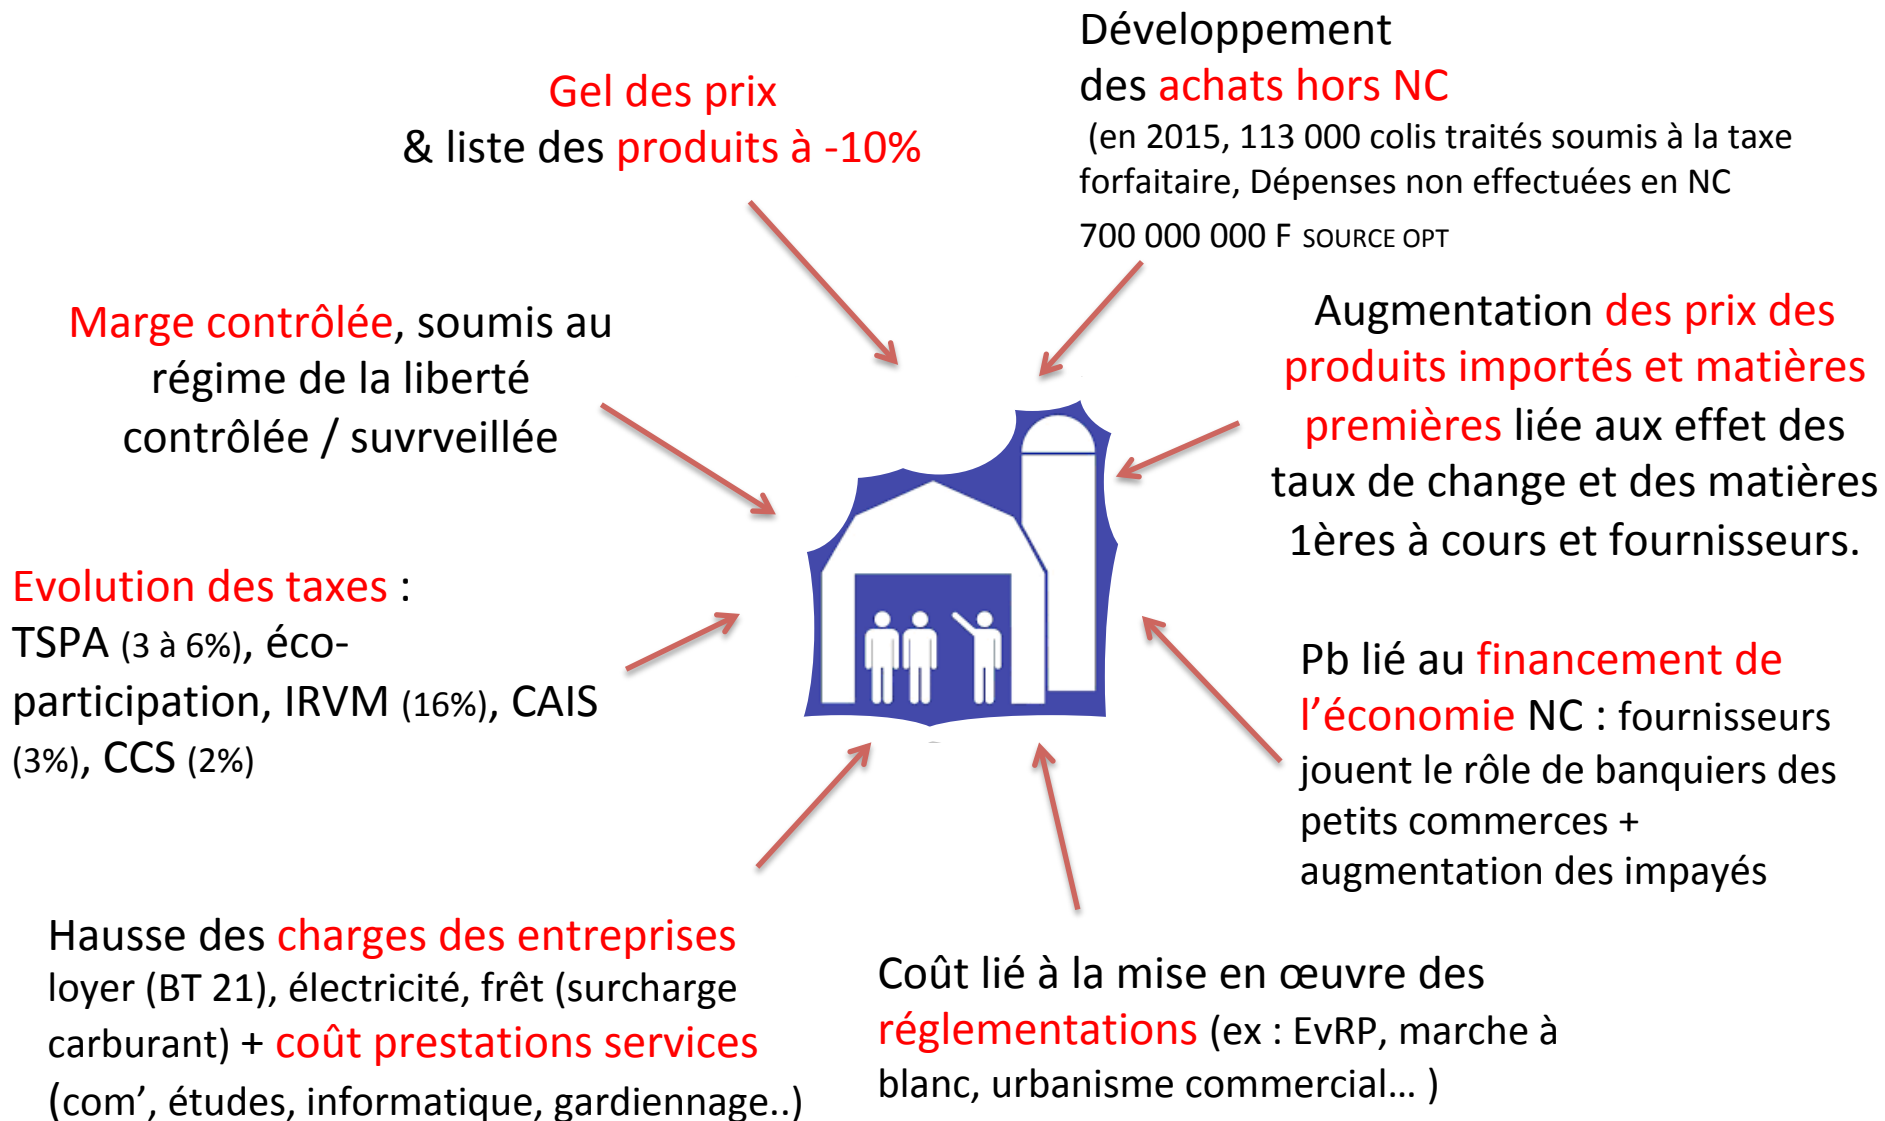 Gel des prix
& liste des produits à -10%
Développement
des achats hors NC
(en 2015, 113 000 colis traités soumis à la taxe
forfaitaire, Dépenses non effectuées en NC
700 000 000 F SOURCE OPT
Marge contrôlée, soumis au
régime de la liberté
contrôlée / suvrveillée
Augmentation des prix des
produits importés et matières
premières liée aux effet des
taux de change et des matières
1ères à cours et fournisseurs.
Evolution des taxes :
TSPA (3 à 6%), éco-
participation, IRVM (16%), CAIS
(3%), CCS (2%)
Pb lié au financement de
l’économie NC : fournisseurs
jouent le rôle de banquiers des
petits commerces +
augmentation des impayés
Hausse des charges des entreprises
loyer (BT 21), électricité, frêt (surcharge
carburant) + coût prestations services
(com’, études, informatique, gardiennage..)
Coût lié à la mise en œuvre des
réglementations (ex : EvRP, marche à
blanc, urbanisme commercial… )